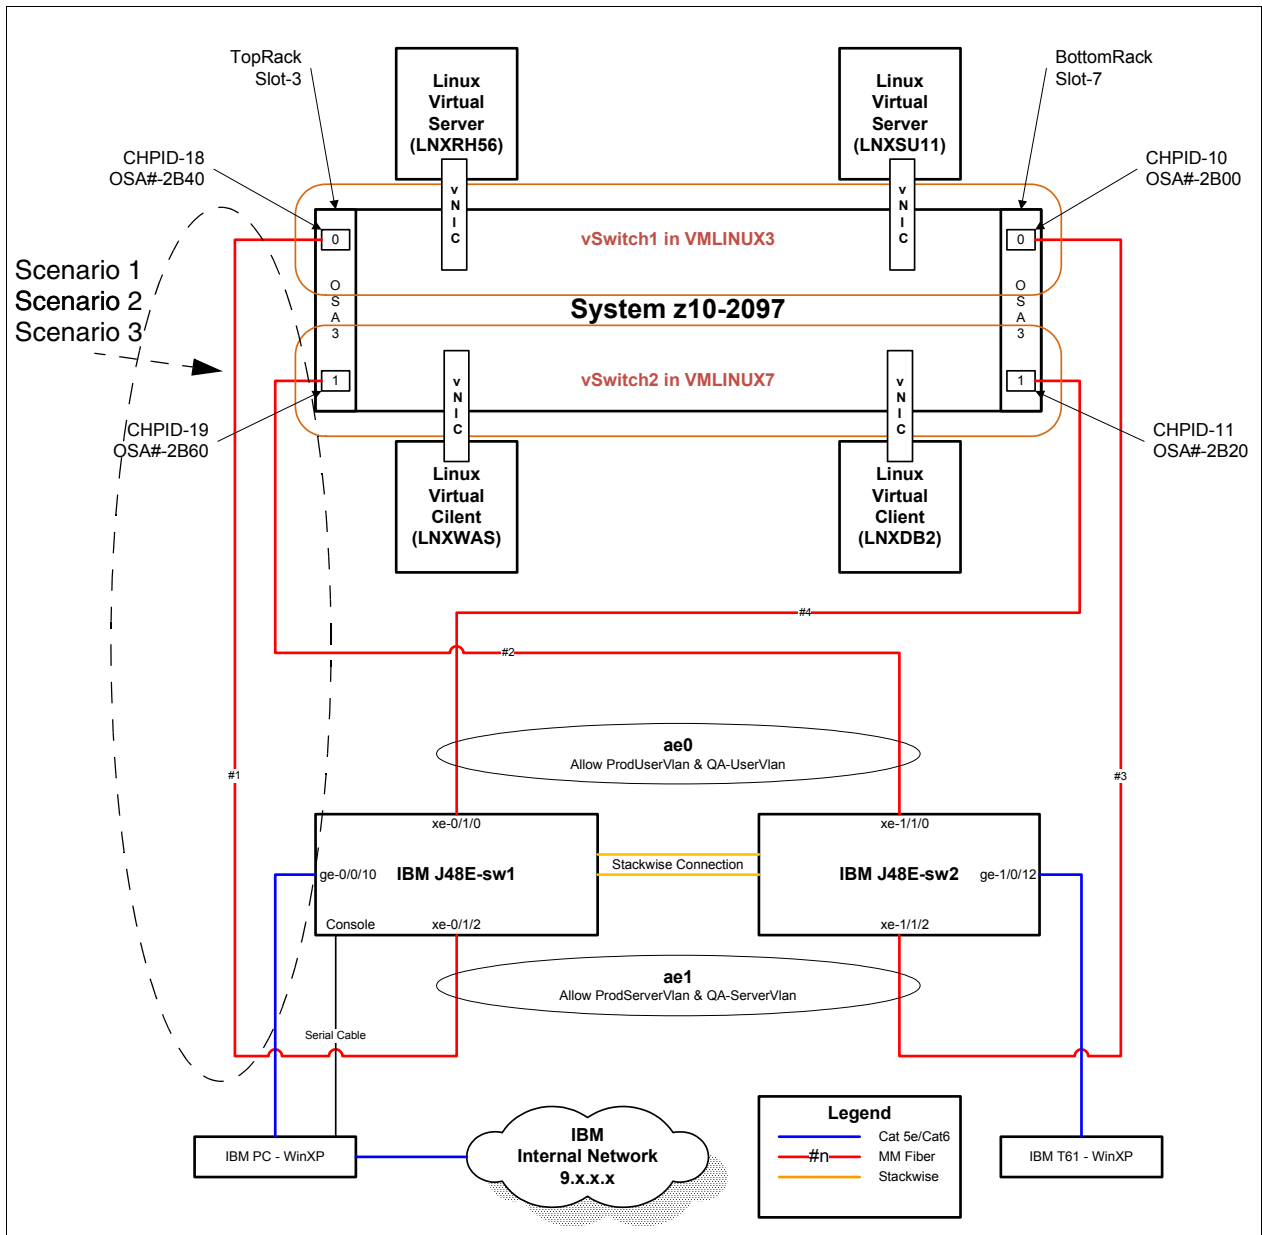 TopRack
Slot-3
Linux
Virtual
Server
(LNXRH56)
Linux
Virtual
Server
(LNXSU11)
BottomRack
Slot-7
CHPID-18
OSA#-2B40
CHPID-10
OSA#-2B00
vNIC
vNIC
0
vSwitch1 in VMLINUX3
0
Scenario 1
Scenario 2
Scenario 3
OSA3
System z10-2097
OSA3
1
vSwitch2 in VMLINUX7
1
vNIC
vNIC
CHPID-19
OSA#-2B60
CHPID-11
OSA#-2B20
Linux
Virtual
Cilent
(LNXWAS)
Linux
Virtual
Client
(LNXDB2)
#4
#2
ae0
Allow ProdUserVlan & QA-UserVlan
#1
#3
xe-0/1/0
xe-1/1/0
ge-0/0/10
IBM J48E-sw1
Stackwise Connection
IBM J48E-sw2
ge-1/0/12
Console
xe-0/1/2
xe-1/1/2
ae1
Allow ProdServerVlan & QA-ServerVlan
Serial Cable
IBM PC - WinXP
IBM
Internal Network
9.x.x.x
Legend
Cat 5e/Cat6
#n
MM Fiber
Stackwise
IBM T61 - WinXP